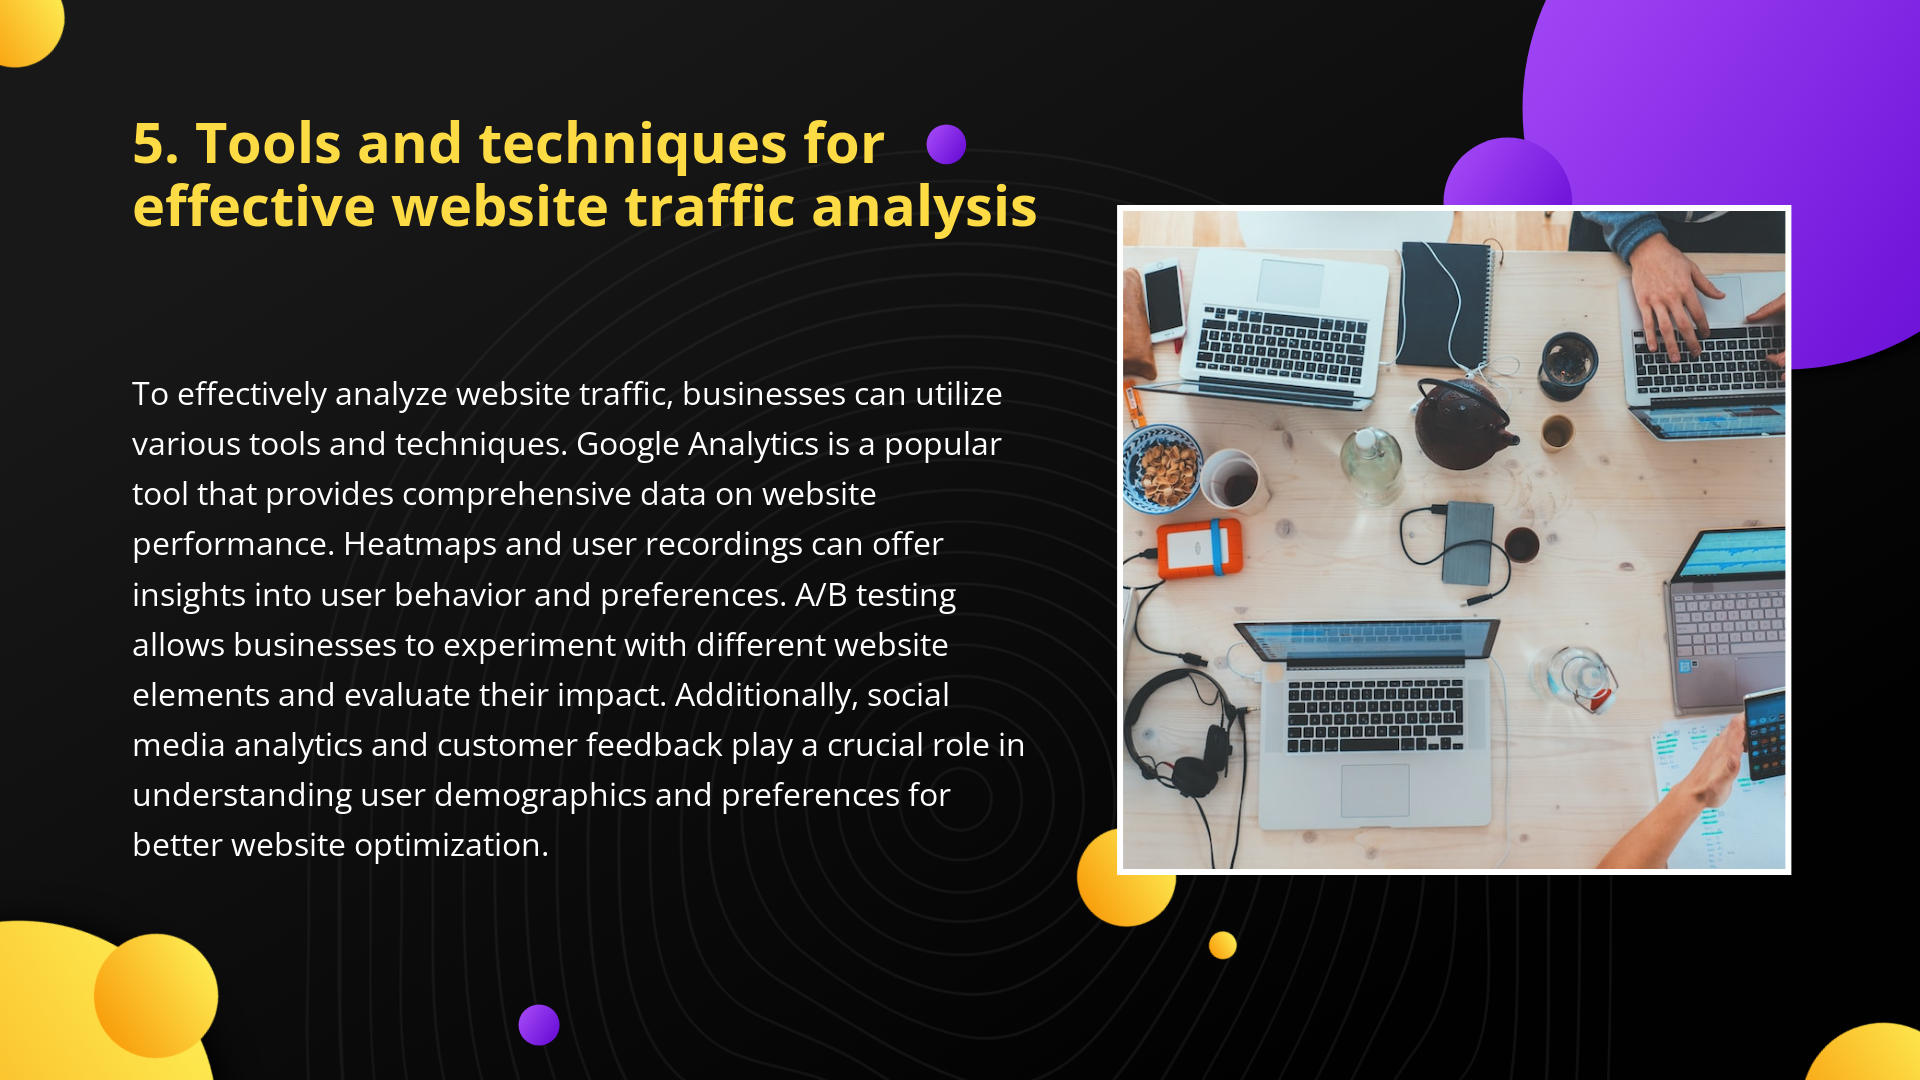 5. Tools and techniques for
effective website traffic analysis
To effectively analyze website traffic, businesses can utilize
various tools and techniques. Google Analytics is a popular
tool that provides comprehensive data on website
performance. Heatmaps and user recordings can offer
insights into user behavior and preferences. A/B testing
allows businesses to experiment with different website
elements and evaluate their impact. Additionally, social
media analytics and customer feedback play a crucial role in
understanding user demographics and preferences for
better website optimization.